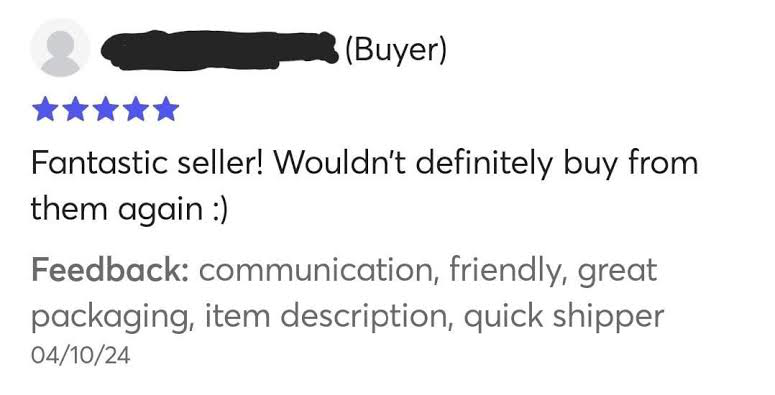 (Buyer)
Fantastic seller! Wouldn't definitely buy from
them again :)
Feedback: communication, friendly, great
packaging, item description, quick shipper
04/10/24